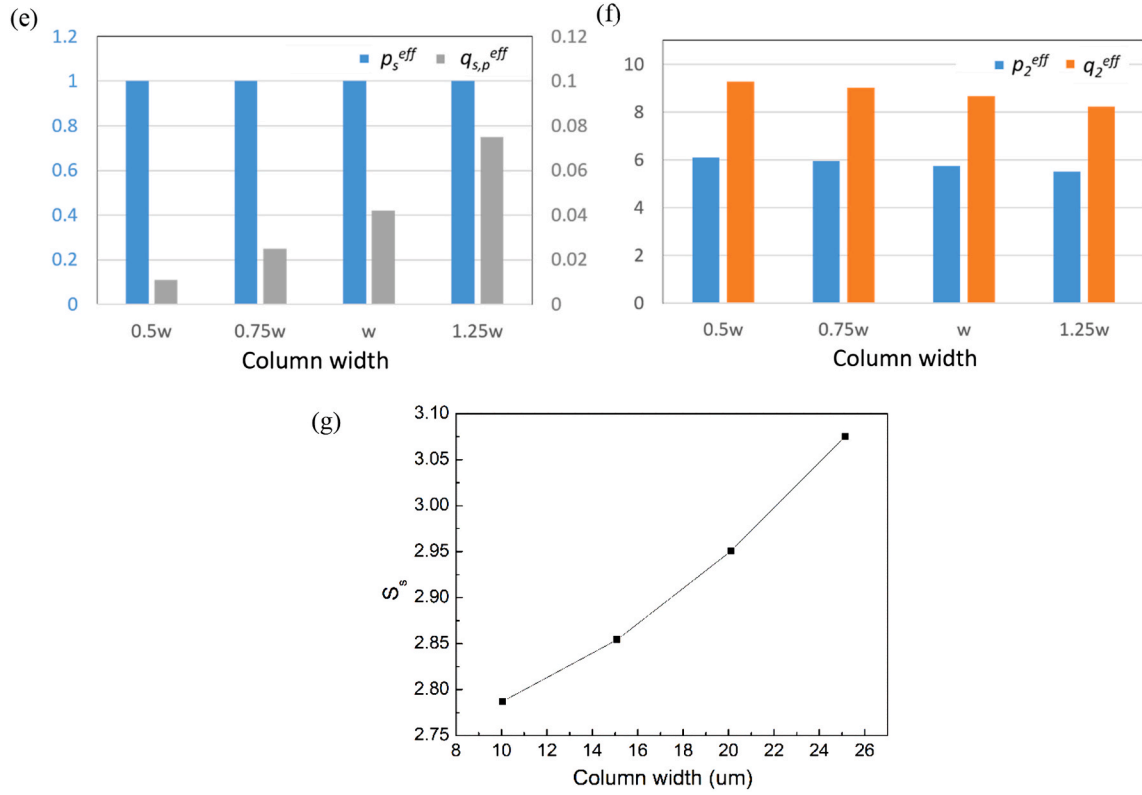 (e)
1.2
1
0.8
0.6
0.4
0.2
0
0.12
0.1
0.08
0.06
0.04
0.02
0
p_s^eff q_s,p^eff
0.5w 0.75w w 1.25w
Column width
(f)
10
8
6
4
2
0
p_2^eff q_2^eff
0.5w 0.75w w 1.25w
Column width
(g)
3.10
3.05
3.00
2.95
2.90
2.85
2.80
2.75
S_s
8 10 12 14 16 18 20 22 24 26
Column width (um)